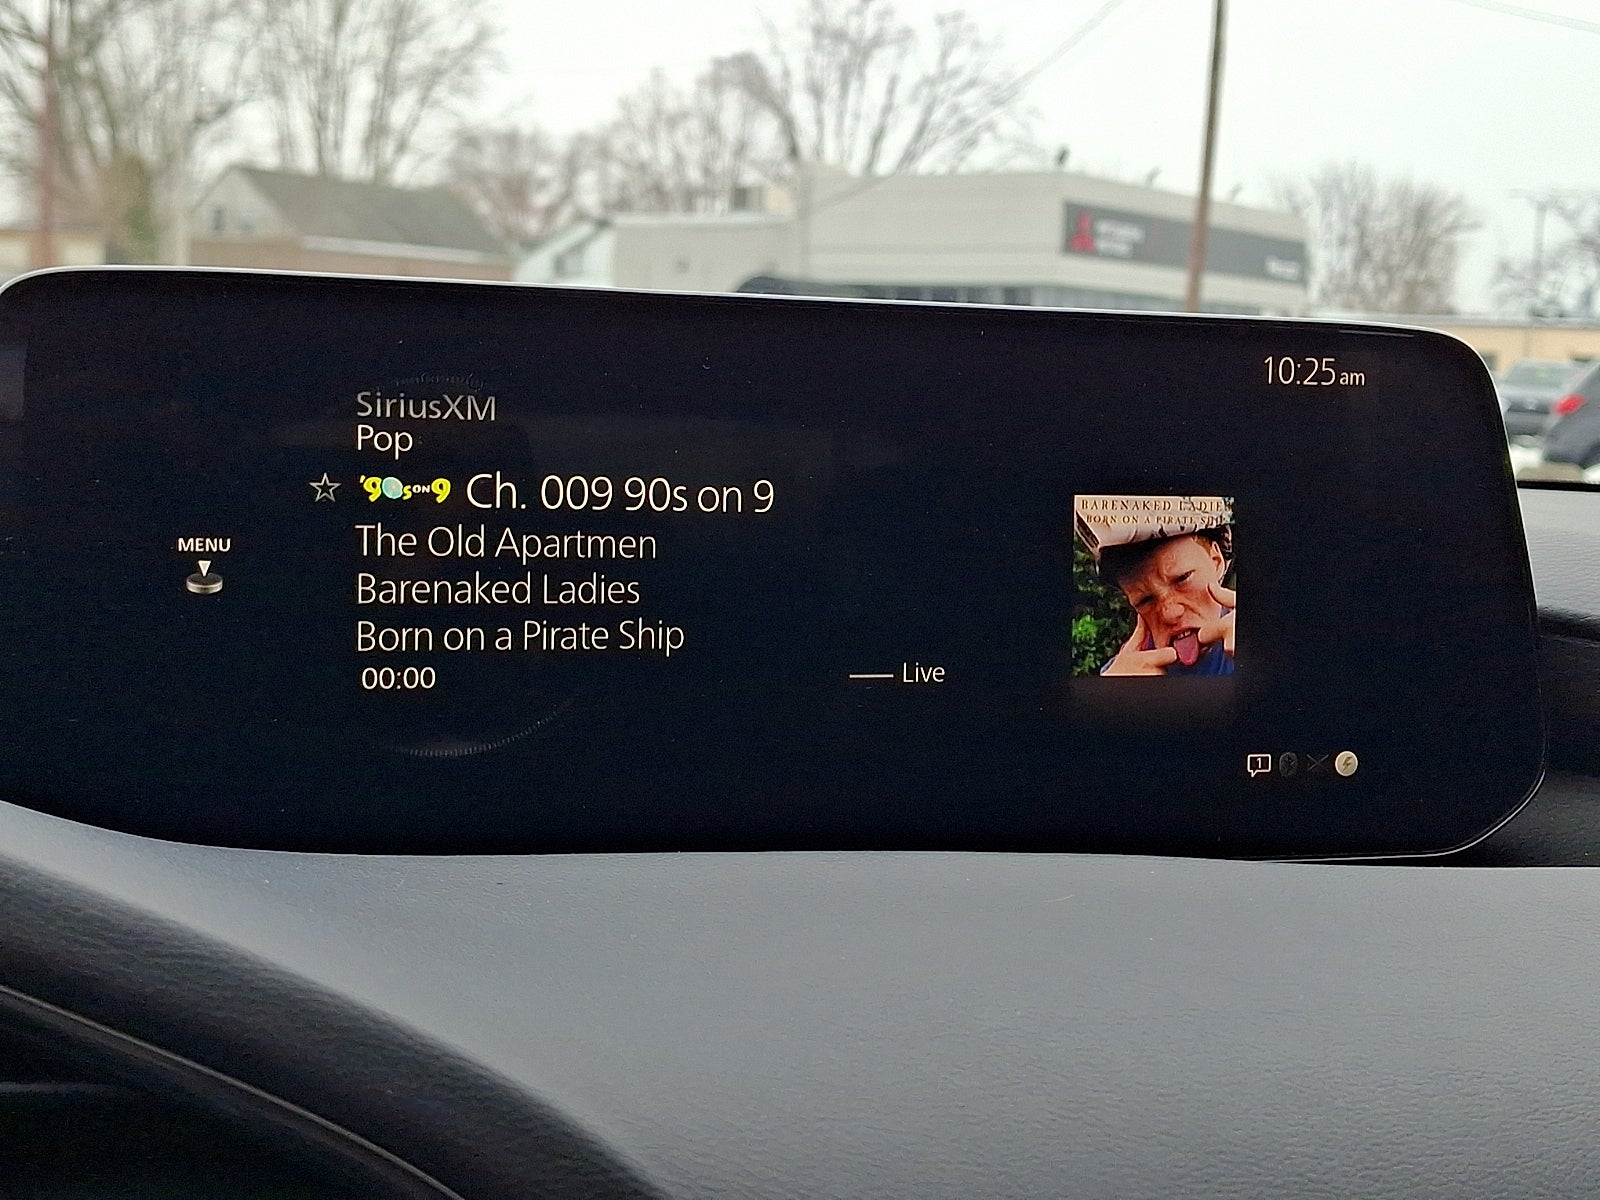 10:25am
SiriusXM
Pop
'90s ON 9 Ch. 009 90s on 9
The Old Apartmen
Barenaked Ladies
Born on a Pirate Ship
00:00
Live
MENU
BARENAKED LADIES
BORN ON A PIRATE SHIP
1